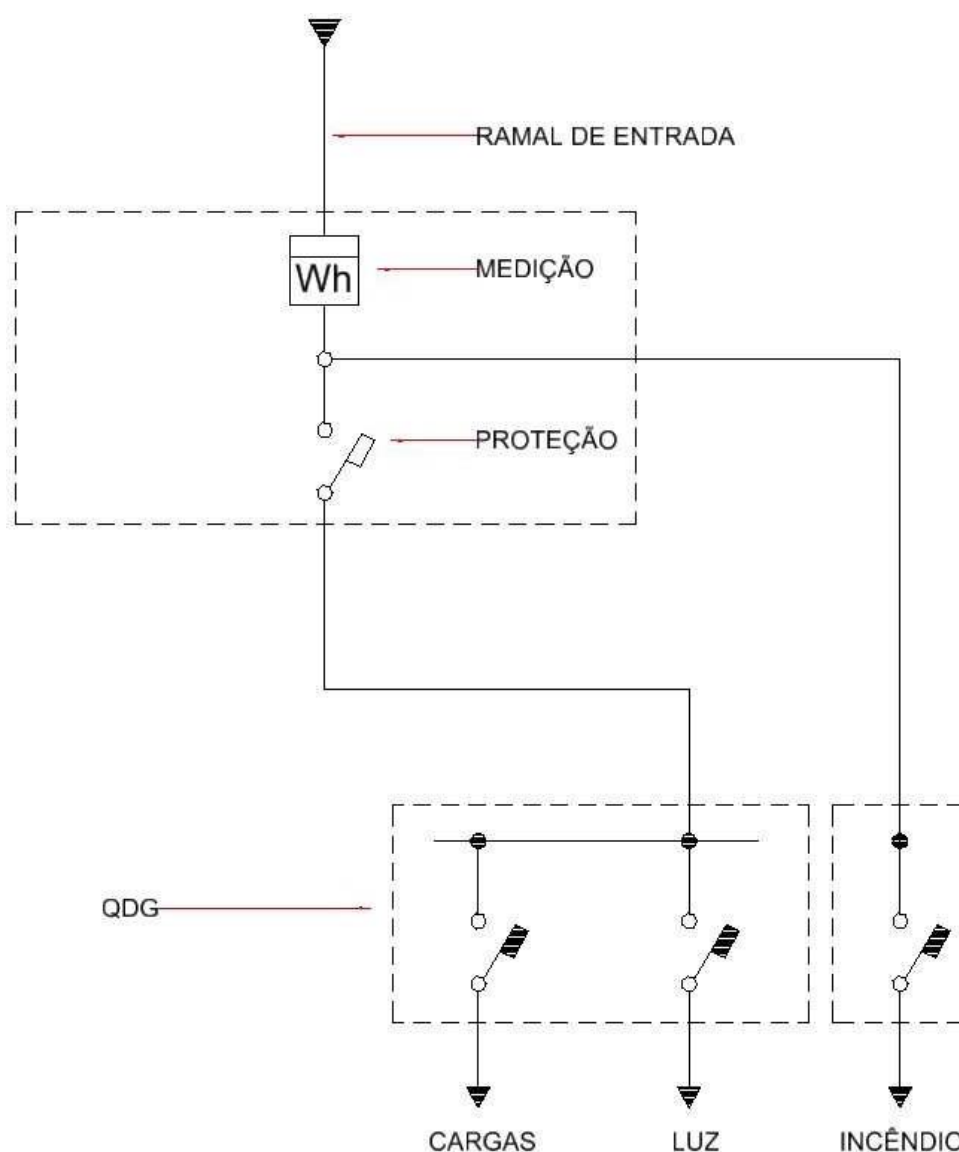 RAMAL DE ENTRADA
Wh
MEDIÇÃO
PROTEÇÃO
QDG
CARGAS
LUZ
INCÊNDIO